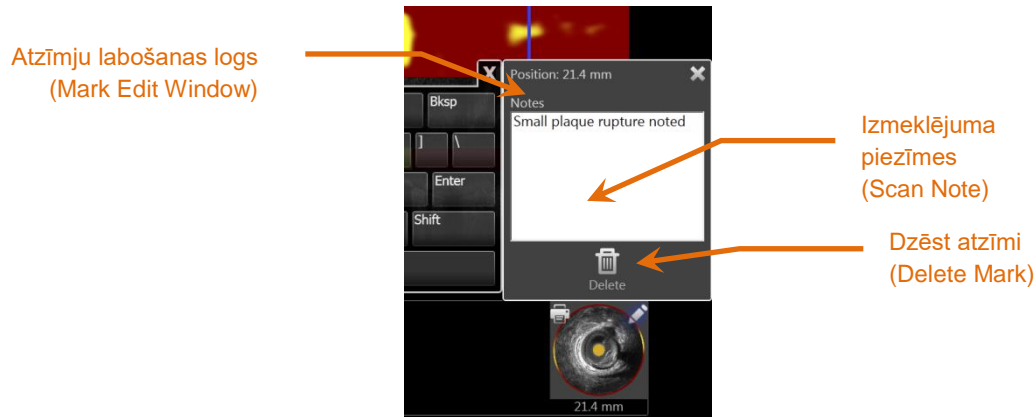 Atzīmju labošanas logs
(Mark Edit Window)
X
Position: 21.4 mm
Notes
Small plaque rupture noted
Bksp
]
\
Enter
Shift
Izmeklējuma
piezīmes
(Scan Note)
Dzēst atzīmi
(Delete Mark)
Delete
21.4 mm